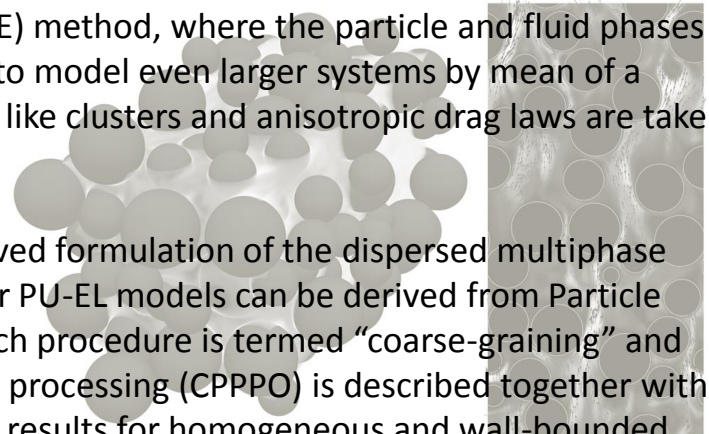 E) method, where the particle and fluid phases
to model even larger systems by mean of a
like clusters and anisotropic drag laws are take
ved formulation of the dispersed multiphase
r PU-EL models can be derived from Particle
ch procedure is termed “coarse-graining” and
processing (CPPPO) is described together with
results for homogeneous and wall-bounded